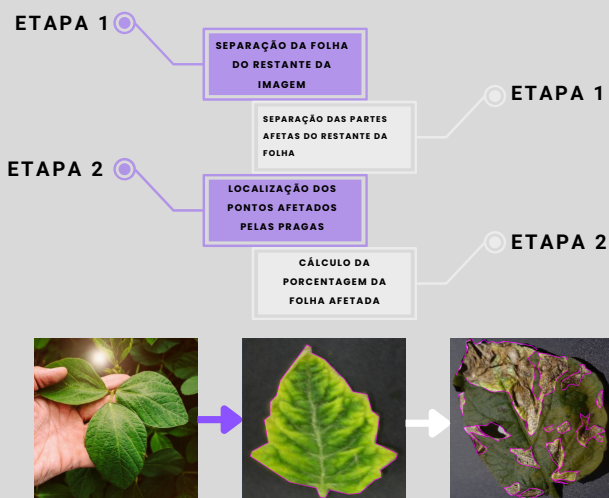 ETAPA 1
SEPARAÇÃO DA FOLHA
DO RESTANTE DA
IMAGEM
ETAPA 1
SEPARAÇÃO DAS PARTES
AFETAS DO RESTANTE DA
FOLHA
ETAPA 2
LOCALIZAÇÃO DOS
PONTOS AFETADOS
PELAS PRAGAS
ETAPA 2
CÁLCULO DA
PORCENTAGEM DA
FOLHA AFETADA